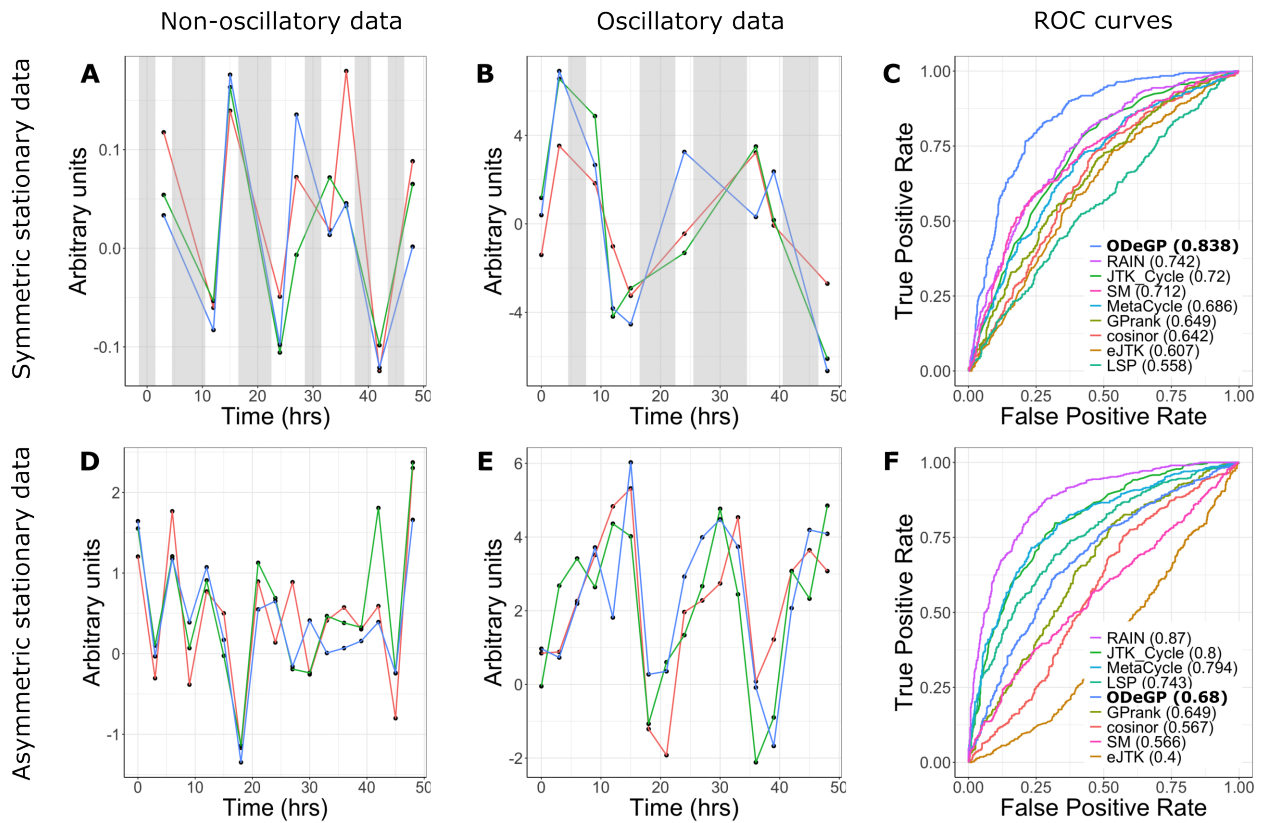 Non-oscillatory data
Oscillatory data
ROC curves
Symmetric stationary data
A
Arbitrary units
0.1
0.0
-0.1
0
10
20
30
40
50
Time (hrs)
B
Arbitrary units
4
0
-4
0
10
20
30
40
50
Time (hrs)
C
True Positive Rate
1.00
0.75
0.50
0.25
0.00
ODeGP (0.838)
RAIN (0.742)
JTK_Cycle (0.72)
SM (0.712)
MetaCycle (0.686)
GPrank (0.649)
cosinor (0.642)
eJTK (0.607)
LSP (0.558)
0.00
0.25
0.50
0.75
1.00
False Positive Rate
Asymmetric stationary data
D
Arbitrary units
2
1
0
-1
0
10
20
30
40
50
Time (hrs)
E
Arbitrary units
6
4
2
0
-2
0
10
20
30
40
50
Time (hrs)
F
True Positive Rate
1.00
0.75
0.50
0.25
0.00
RAIN (0.87)
JTK_Cycle (0.8)
MetaCycle (0.794)
LSP (0.743)
ODeGP (0.68)
GPrank (0.649)
cosinor (0.567)
SM (0.566)
eJTK (0.4)
0.00
0.25
0.50
0.75
1.00
False Positive Rate